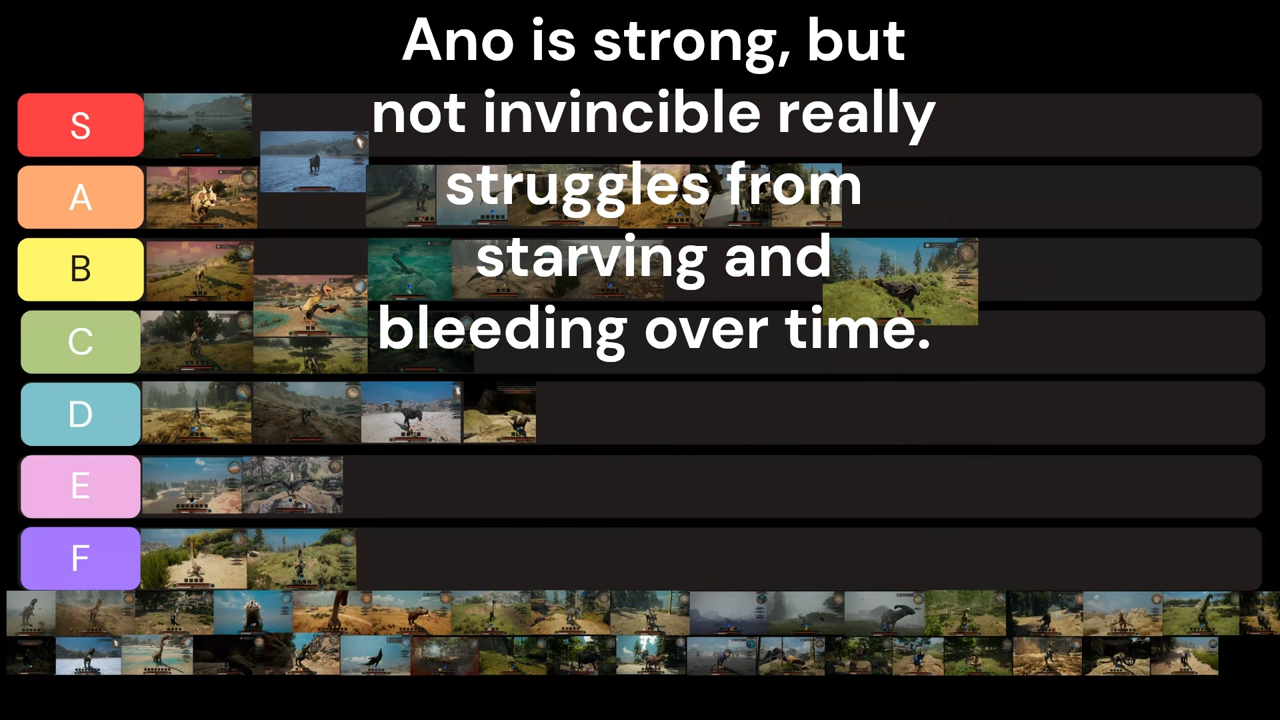 Ano is strong, but
not invincible really
struggles from
starving and
bleeding over time.
S
A
B
C
D
E
F